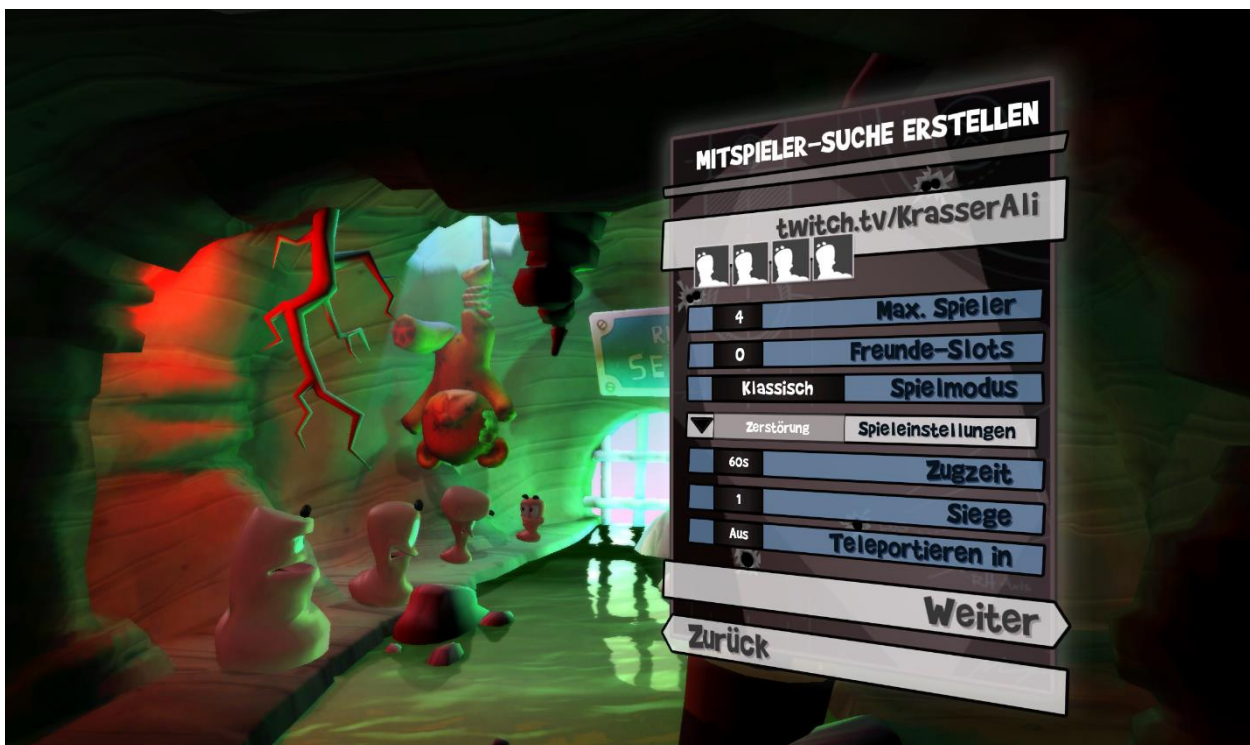 MITSPIELER-SUCHE ERSTELLEN
twitch.tv/KrasserAli
4 Max. Spieler
0 Freunde-Slots
Klassisch Spielmodus
Zerstörung Spieleinstellungen
60s Zugzeit
1 Siege
Aus Teleportieren in
Weiter
Zurück